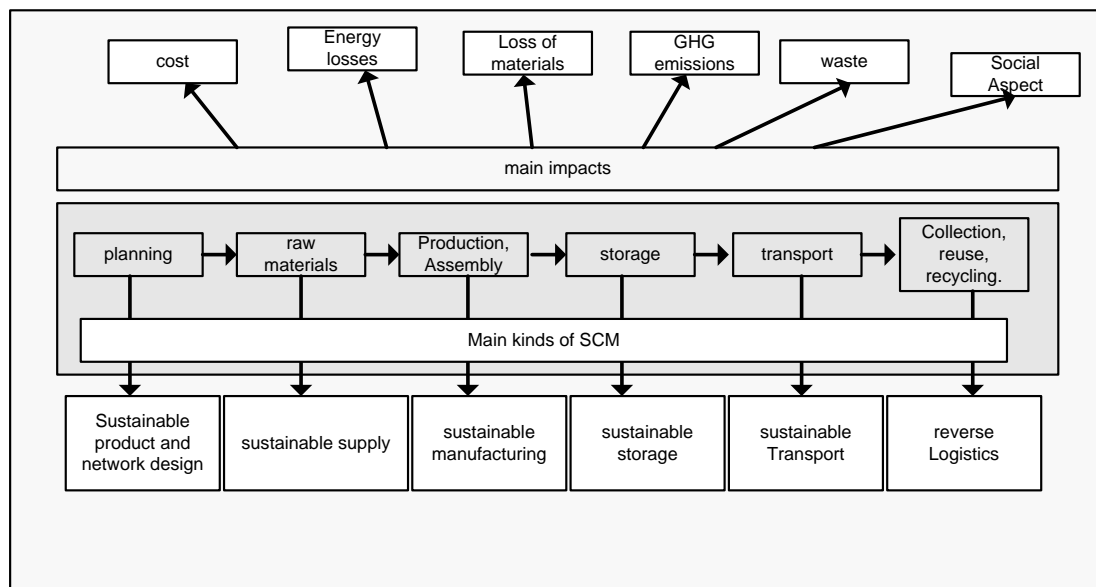 cost
Energy
losses
Loss of
materials
GHG
emissions
waste
Social
Aspect
main impacts
planning
raw
materials
Production,
Assembly
storage
transport
Collection,
reuse,
recycling.
Main kinds of SCM
Sustainable
product and
network design
sustainable supply
sustainable
manufacturing
sustainable
storage
sustainable
Transport
reverse
Logistics